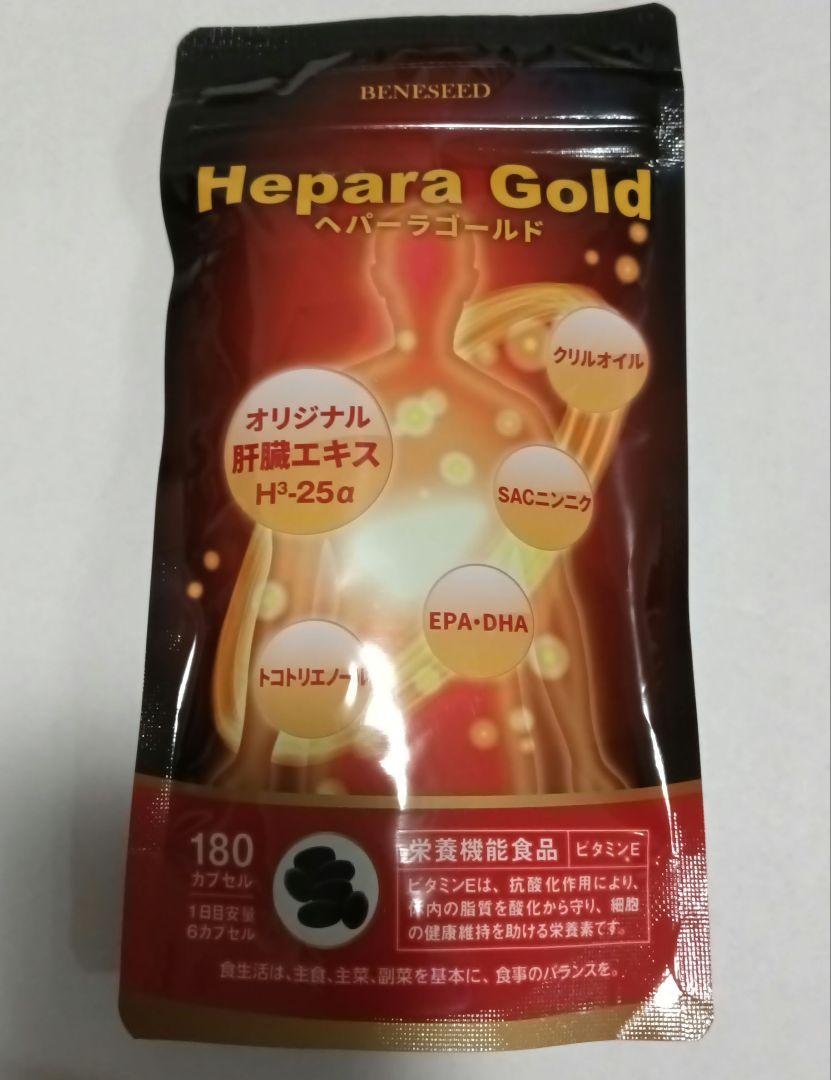 BENESEED
Hepara Gold
ヘパーラゴールド
クリルオイル
オリジナル
肝臓エキス
H³-25α
SACニンニク
EPA・DHA
トコトリエノール
180
カプセル
1日目安量
6カプセル
栄養機能食品 ビタミンE
ビタミンEは、抗酸化作用により、
体内の脂質を酸化から守り、細胞
の健康維持を助ける栄養素です。
食生活は、主食、主菜、副菜を基本に、食事のバランスを。